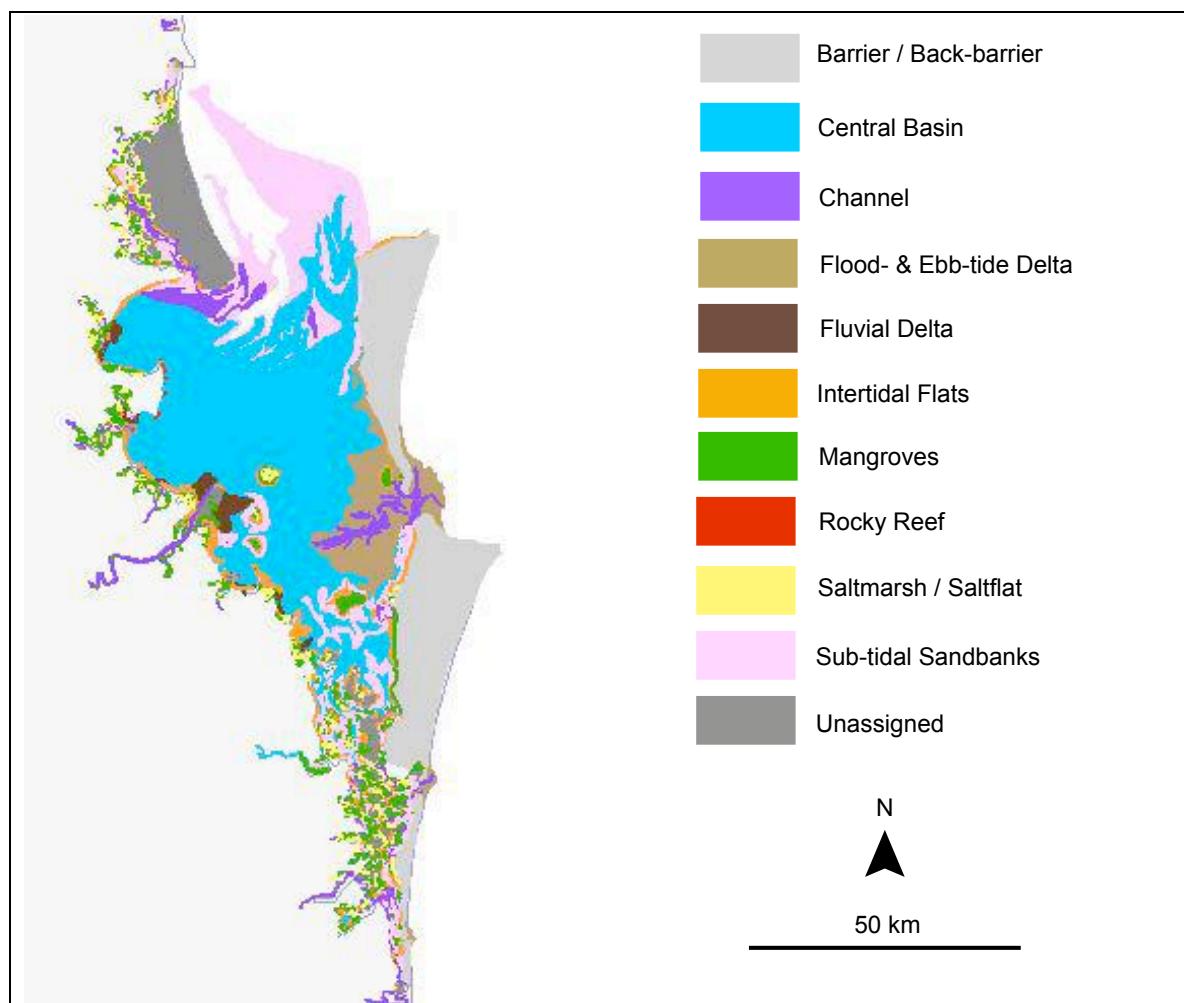 Barrier / Back-barrier
Central Basin
Channel
Flood- & Ebb-tide Delta
Fluvial Delta
Intertidal Flats
Mangroves
Rocky Reef
Saltmarsh / Saltflat
Sub-tidal Sandbanks
Unassigned
N
50 km